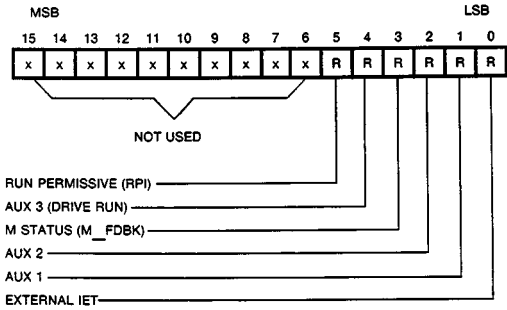 MSB LSB
15 14 13 12 11 10 9 8 7 6 5 4 3 2 1 0
x x x x x x x x x x R R R R R R
NOT USED
RUN PERMISSIVE (RPI)
AUX 3 (DRIVE RUN)
M STATUS (M_FDBK)
AUX 2
AUX 1
EXTERNAL IET